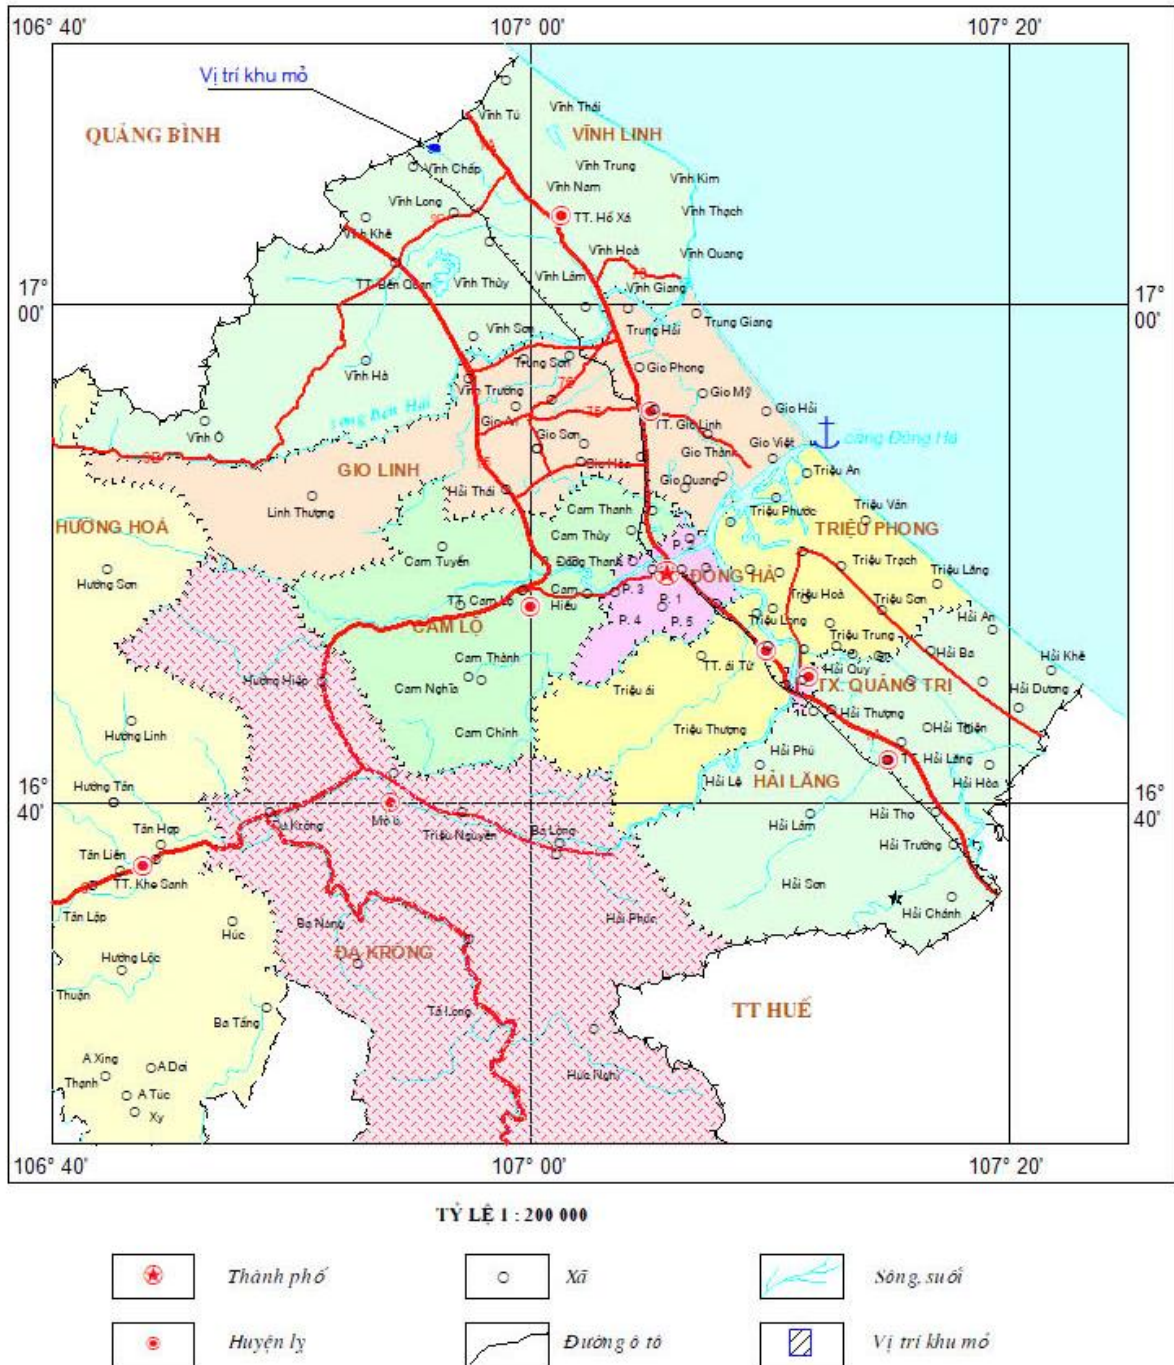 106° 40'
107° 00'
107° 20'
Vị trí khu mỏ
QUẢNG BÌNH
Vĩnh Tú
Vĩnh Thái
VĨNH LINH
Vĩnh Chấp
Vĩnh Trung
Vĩnh Kim
Vĩnh Nam
Vĩnh Long
Vĩnh Thạch
TT. Hồ Xá
Vĩnh Khê
Vĩnh Hoà
Vĩnh Quang
TT. Bến Quan
Vĩnh Thủy
Vĩnh Lâm
Vĩnh Giang
17°
00'
17°
00'
Trung Giang
Vĩnh Sơn
Trung Hải
Trung Sơn
Vĩnh Hà
Gio Phong
Vĩnh Trường
76
Gio Mỹ
75
Gio Hải
Vĩnh Ô
Sông Bến Hải
Gio An
TT. Gio Linh
Gio Việt
cảng Đông Hà
Gio Sơn
Gio Thành
GIO LINH
Gio Hòa
Triệu An
Hải Thái
Gio Quang
Linh Thượng
Cam Thanh
Triệu Phước
Triệu Vân
HƯỚNG HOÁ
Cam Thủy
TRIỆU PHONG
Cam Tuyền
Đông Thanh
Triệu Trạch
Hướng Sơn
ĐÔNG HÀ
Triệu Lăng
P. 3
Triệu Hoà
TT. Cam Lộ
Cam
Hiếu
P. 1
Triệu Sơn
P. 4
P. 5
Triệu Long
Hải An
CAM LỘ
Triệu Trung
Hải Ba
Cam Thành
TT. ái Tử
Hải Quy
Hải Khê
Hướng Hiệp
Cam Nghĩa
Triệu ái
TX. QUẢNG TRỊ
Hải Dương
Hướng Linh
Cam Chính
Triệu Thượng
Hải Thượng
Hải Thiện
Hải Phú
Hải Lăng
Hải Lệ
HẢI LĂNG
Hải Hòa
Hướng Tân
16°
40'
16°
40'
Mò ó
Triệu Nguyên
Ba Lòng
Hải Lâm
Hải Thọ
Tân Hợp
Đa Krông
Hải Trường
Tân Liên
TT. Khe Sanh
Hải Sơn
Tân Lập
Hải Chánh
Húc
Ba Nang
Hải Phúc
ĐA KRÔNG
Hướng Lộc
Thuận
Ba Tầng
Tà Long
TT HUẾ
A Xing
A Dơi
Thanh
Húc Nghì
A Túc
Xy
106° 40'
107° 00'
107° 20'
TỶ LỆ 1 : 200 000
Thành phố
Xã
Sông, suối
Huyện lỵ
Đường ô tô
Vị trí khu mỏ